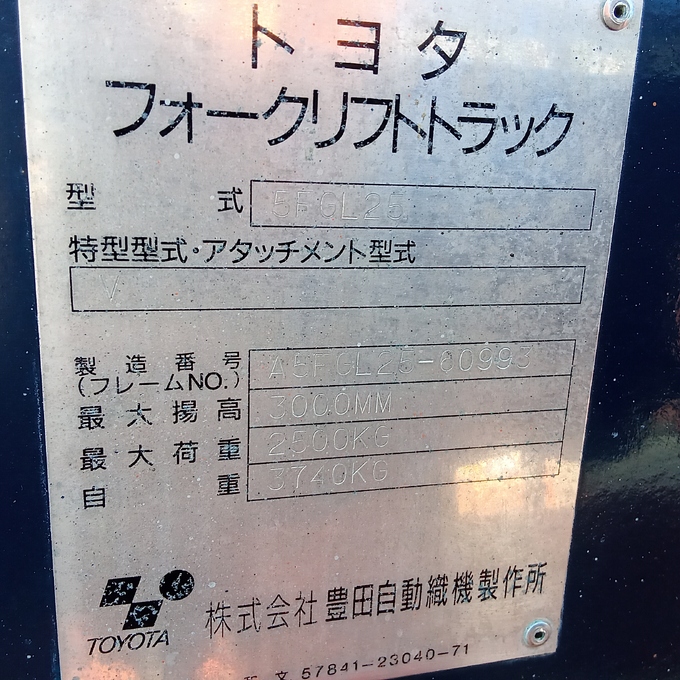 トヨタ
フォークリフトトラック
型式 5FGL25
特型型式・アタッチメント型式
V
製造番号 A5FGL25-60993
(フレームNO.)
最大揚高 3000MM
最大荷重 2500KG
自重 3740KG
TOYOTA 株式会社 豊田自動織機製作所
57841-23040-71